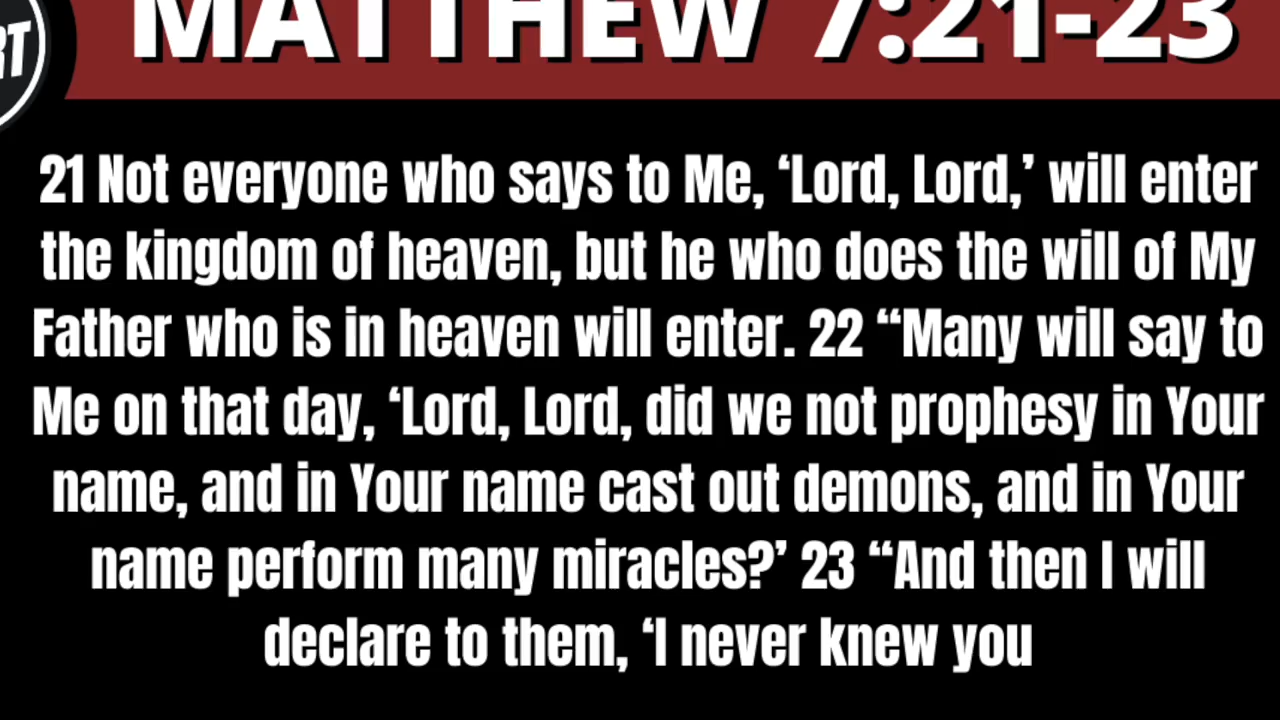 MATTHEW 7:21-23
RT
21 Not everyone who says to Me, ‘Lord, Lord,’ will enter
the kingdom of heaven, but he who does the will of My
Father who is in heaven will enter. 22 “Many will say to
Me on that day, ‘Lord, Lord, did we not prophesy in Your
name, and in Your name cast out demons, and in Your
name perform many miracles?’ 23 “And then I will
declare to them, ‘I never knew you